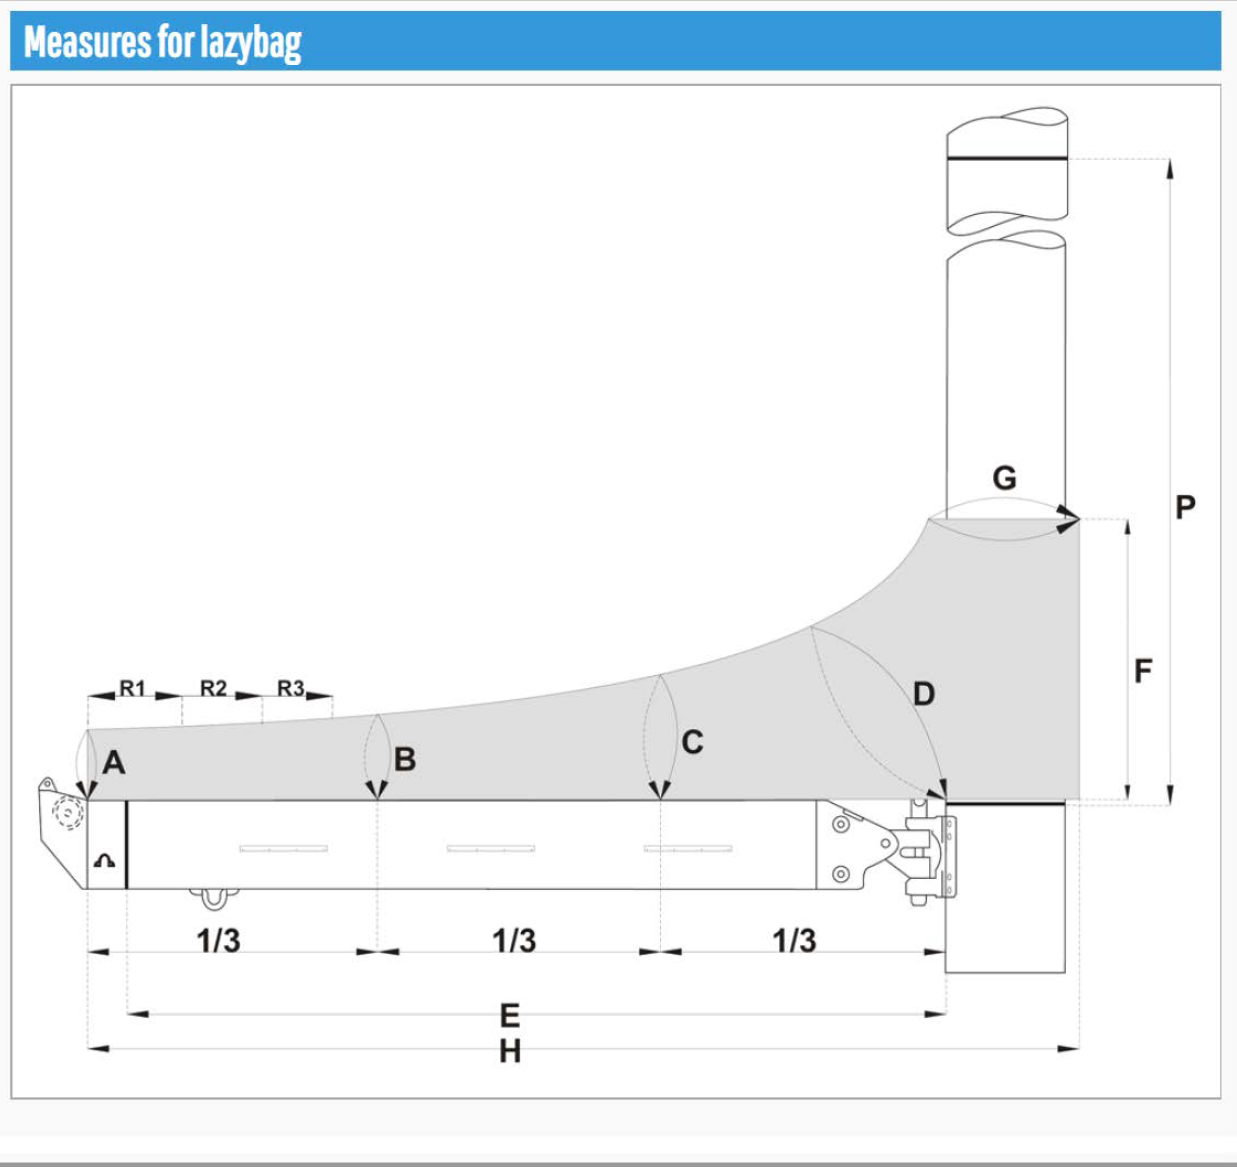 Measures for lazybag
G
P
F
R1 R2 R3
D
A
B
C
1/3 1/3 1/3
E
H